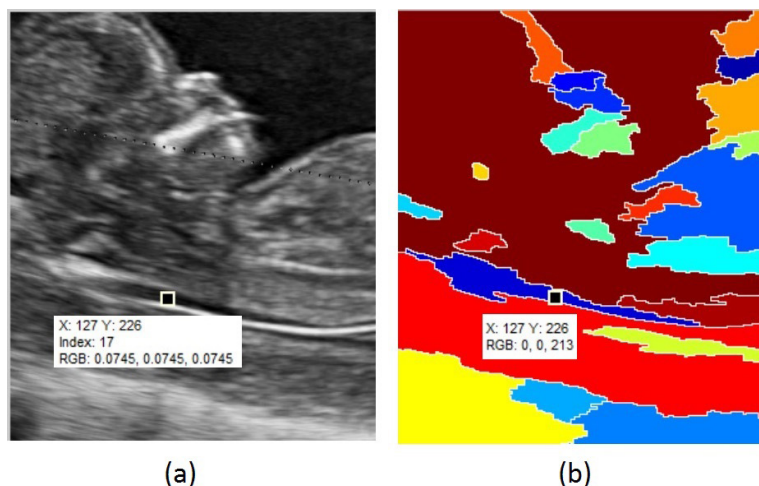 X: 127 Y: 226
Index: 17
RGB: 0.0745, 0.0745, 0.0745
X: 127 Y: 226
RGB: 0, 0, 213
(a)
(b)